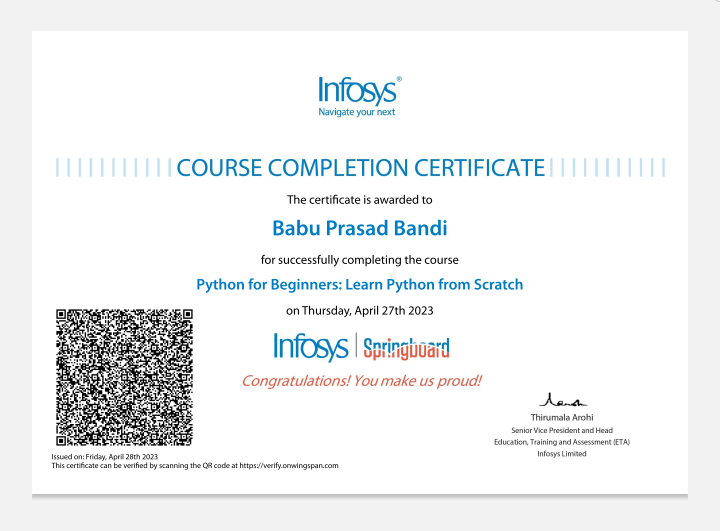 Infosys®
Navigate your next
COURSE COMPLETION CERTIFICATE
The certificate is awarded to
Babu Prasad Bandi
for successfully completing the course
Python for Beginners: Learn Python from Scratch
on Thursday, April 27th 2023
Infosys | Springboard
Congratulations! You make us proud!
Thirumala Arohi
Senior Vice President and Head
Education, Training and Assessment (ETA)
Infosys Limited
Issued on: Friday, April 28th 2023
This certificate can be verified by scanning the QR code at https://verify.onwingspan.com